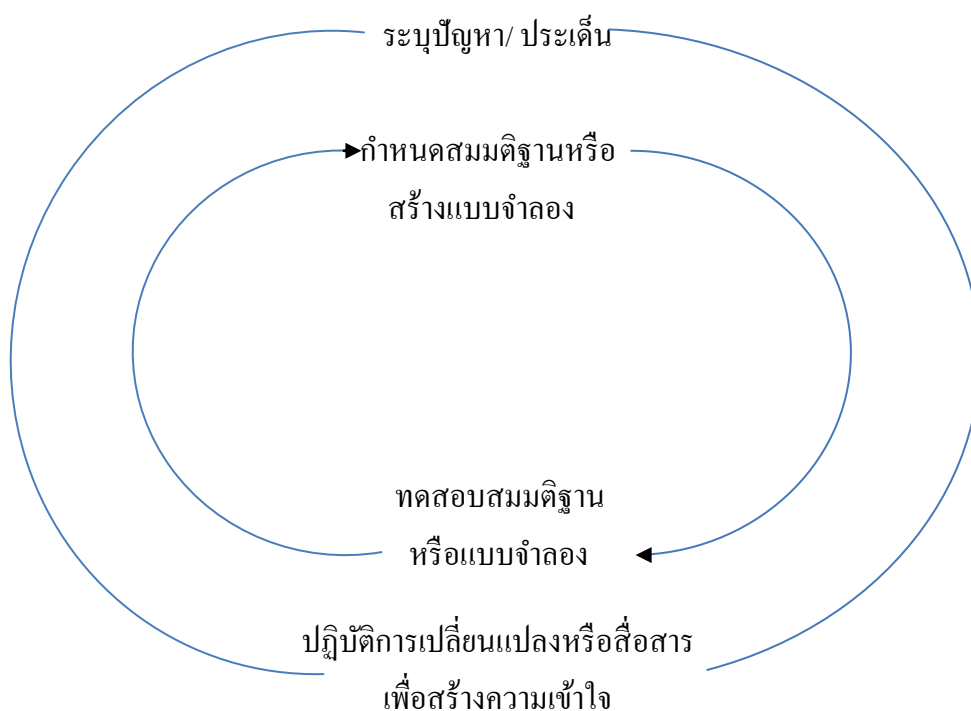 ระบุปัญหา/ ประเด็น
กำหนดสมมติฐานหรือ
สร้างแบบจำลอง
ทดสอบสมมติฐาน
หรือแบบจำลอง
ปฏิบัติการเปลี่ยนแปลงหรือสื่อสาร
เพื่อสร้างความเข้าใจ